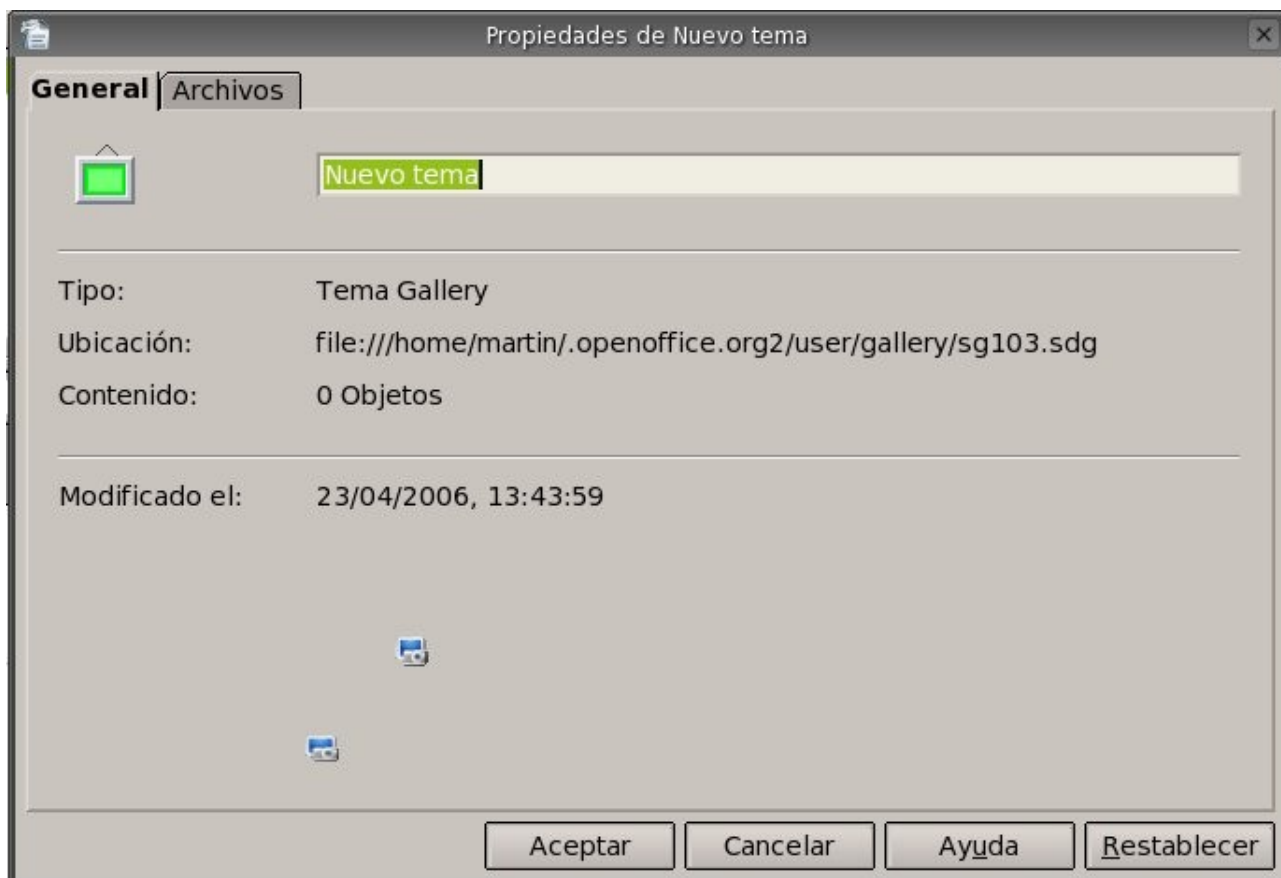 Propiedades de Nuevo tema
General Archivos
Nuevo tema
Tipo: Tema Gallery
Ubicación: file:///home/martin/.openoffice.org2/user/gallery/sg103.sdg
Contenido: 0 Objetos
Modificado el: 23/04/2006, 13:43:59
Aceptar Cancelar Ayuda Restablecer